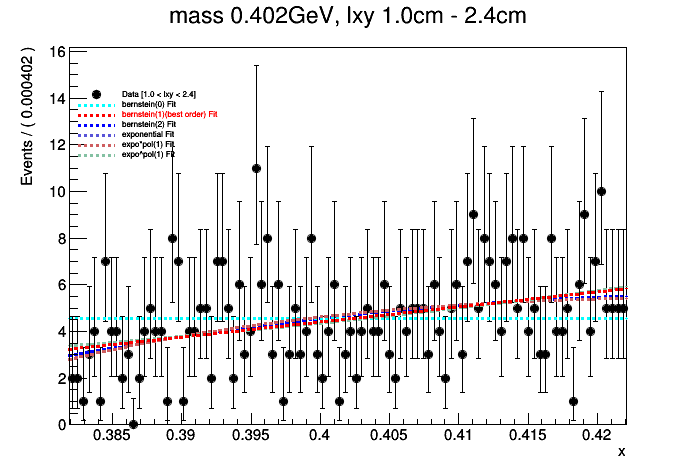 mass 0.402GeV, lxy 1.0cm - 2.4cm
Events / ( 0.000402 )
16
14
12
10
8
6
4
2
0
Data [1.0 < lxy < 2.4]
bernstein(0) Fit
bernstein(1)(best order) Fit
bernstein(2) Fit
exponential Fit
expo*pol(1) Fit
expo^pol(1) Fit
0.385 0.39 0.395 0.4 0.405 0.41 0.415 0.42
x